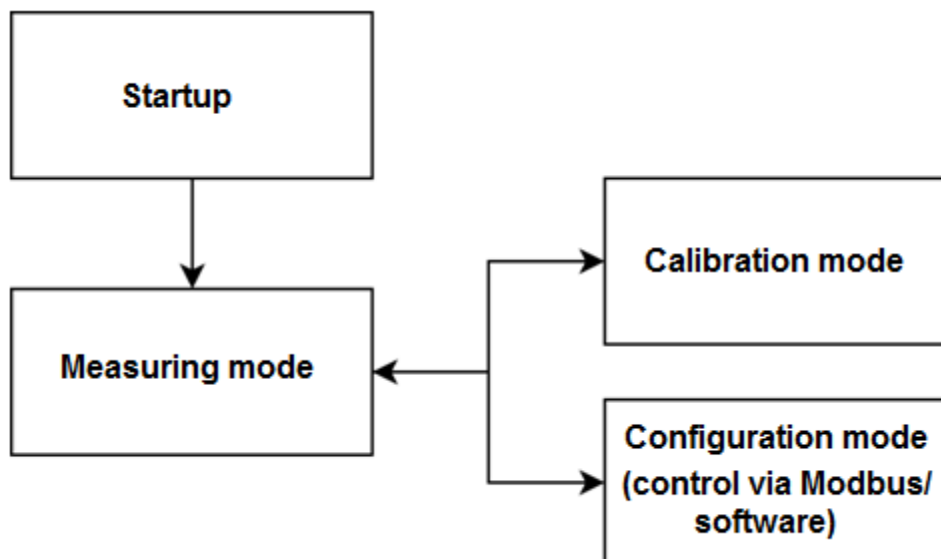 Startup
Calibration mode
Measuring mode
Configuration mode
(control via Modbus/
software)